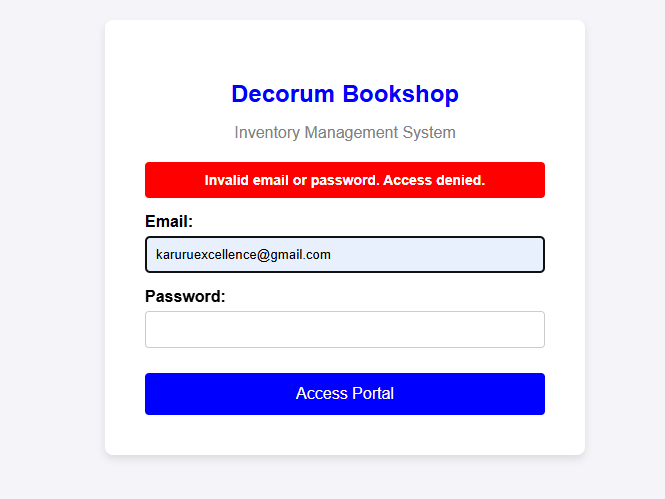 Decorum Bookshop
Inventory Management System
Invalid email or password. Access denied.
Email:
karuruexcellence@gmail.com
Password:
Access Portal